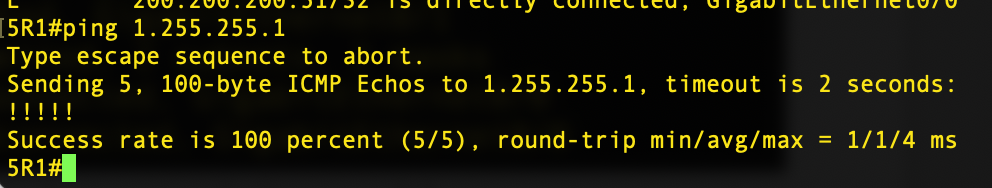 L        200.200.200.51/32 is directly connected, GigabitEthernet0/0
5R1#ping 1.255.255.1
Type escape sequence to abort.
Sending 5, 100-byte ICMP Echos to 1.255.255.1, timeout is 2 seconds:
!!!!!
Success rate is 100 percent (5/5), round-trip min/avg/max = 1/1/4 ms
5R1#